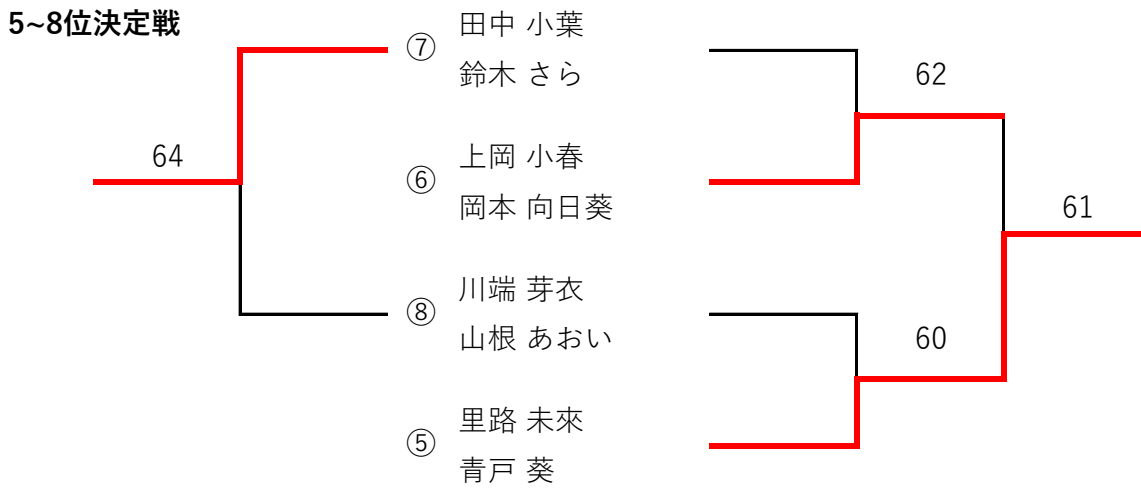 5~8位決定戦
⑦
田中 小葉
鈴木 さら
62
64
⑥
上岡 小春
岡本 向日葵
61
⑧
川端 芽衣
山根 あおい
60
⑤
里路 未來
青戸 葵